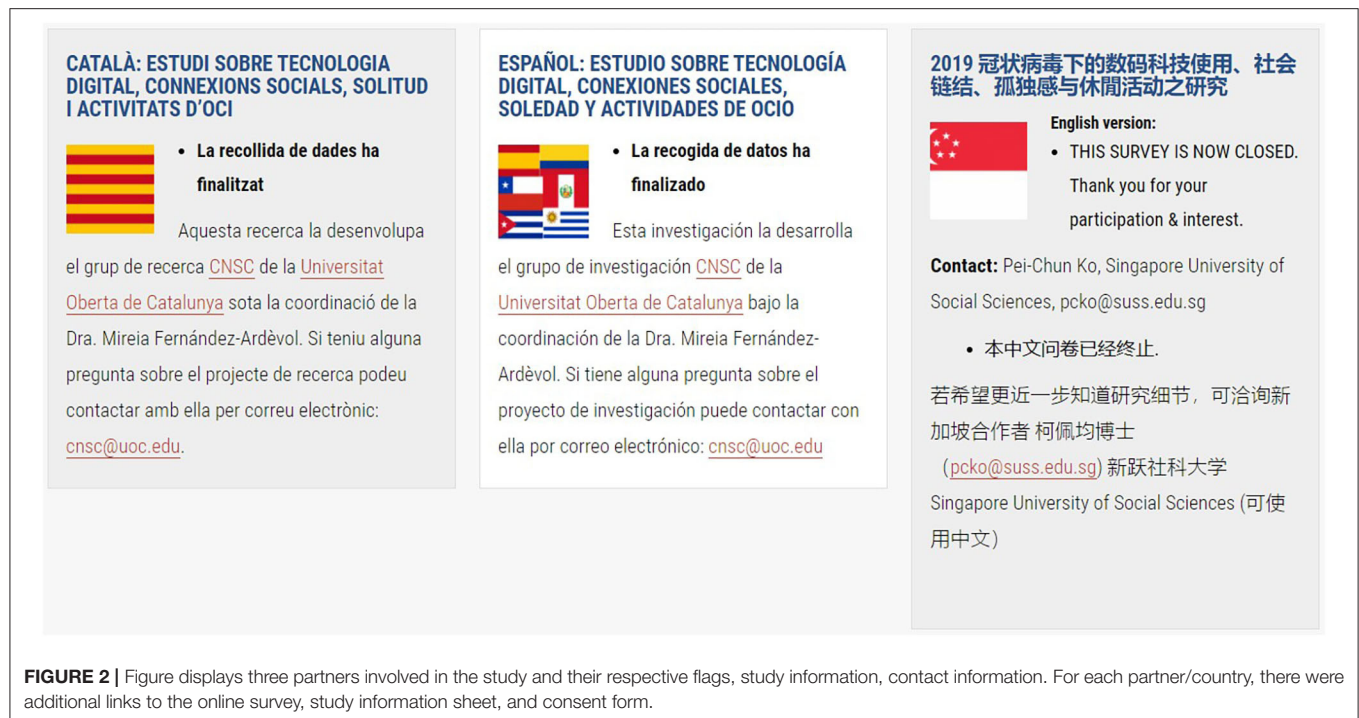 CATALÀ: ESTUDI SOBRE TECNOLOGIA
DIGITAL, CONNEXIONS SOCIALS, SOLITUD
I ACTIVITATS D'OCI
• La recollida de dades ha
finalitzat
Aquesta recerca la desenvolupa
el grup de recerca CNSC de la Universitat
Oberta de Catalunya sota la coordinació de la
Dra. Mireia Fernández-Ardèvol. Si teniu alguna
pregunta sobre el projecte de recerca podeu
contactar amb ella per correu electrònic:
cnsc@uoc.edu.
ESPAÑOL: ESTUDIO SOBRE TECNOLOGÍA
DIGITAL, CONEXIONES SOCIALES,
SOLEDAD Y ACTIVIDADES DE OCIO
• La recogida de datos ha
finalizado
Esta investigación la desarrolla
el grupo de investigación CNSC de la
Universitat Oberta de Catalunya bajo la
coordinación de la Dra. Mireia Fernández-
Ardèvol. Si tiene alguna pregunta sobre el
proyecto de investigación puede contactar con
ella por correo electrónico: cnsc@uoc.edu
2019 冠状病毒下的数码科技使用、社会
链结、孤独感与休閒活动之研究
English version:
• THIS SURVEY IS NOW CLOSED.
Thank you for your
participation & interest.
Contact: Pei-Chun Ko, Singapore University of
Social Sciences, pcko@suss.edu.sg
• 本中文问卷已经终止.
若希望更近一步知道研究细节，可洽询新
加坡合作者 柯佩均博士
（pcko@suss.edu.sg) 新跃社科大学
Singapore University of Social Sciences (可使
用中文）
FIGURE 2 | Figure displays three partners involved in the study and their respective flags, study information, contact information. For each partner/country, there were
additional links to the online survey, study information sheet, and consent form.